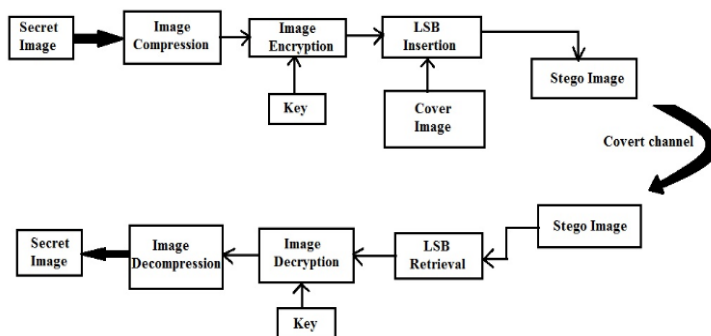 Secret
Image
Image
Compression
Image
Encryption
LSB
Insertion
Stego Image
Key
Cover
Image
Covert channel
Stego Image
LSB
Retrieval
Image
Decryption
Image
Decompression
Secret
Image
Key